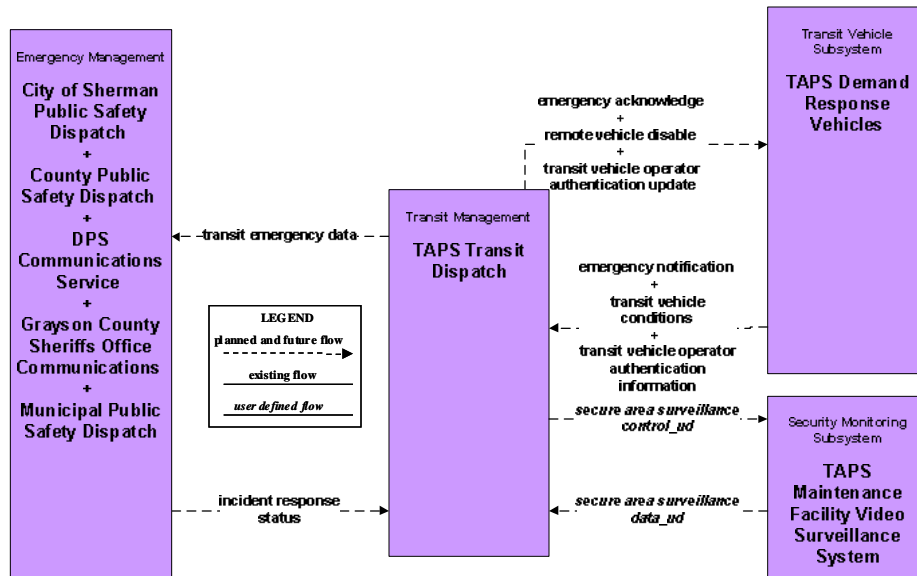 Emergency Management
City of Sherman
Public Safety
Dispatch
+
County Public
Safety Dispatch
+
DPS
Communications
Service
+
Grayson County
Sheriffs Office
Communications
+
Municipal Public
Safety Dispatch
transit emergency data
incident response
status
LEGEND
planned and future flow
existing flow
user defined flow
Transit Management
TAPS Transit
Dispatch
emergency acknowledge
+
remote vehicle disable
+
transit vehicle operator
authentication update
emergency notification
+
transit vehicle
conditions
+
transit vehicle operator
authentication
information
secure area surveillance
control_ud
secure area surveillance
data_ud
Transit Vehicle
Subsystem
TAPS Demand
Response
Vehicles
Security Monitoring
Subsystem
TAPS
Maintenance
Facility Video
Surveillance
System